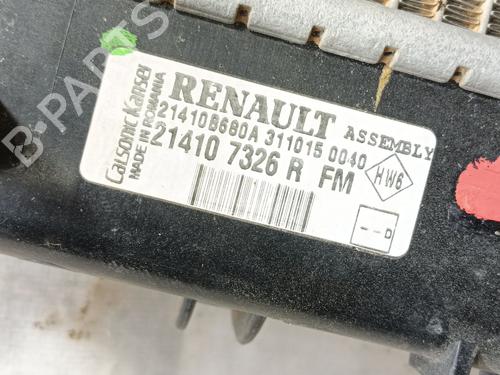 Calsonic Kansei
MADE IN ROMANIA
RENAULT ASSEMBLY
214108660A 311015 0040
21410 7326 R FM
HW6
--D
B-PARTS